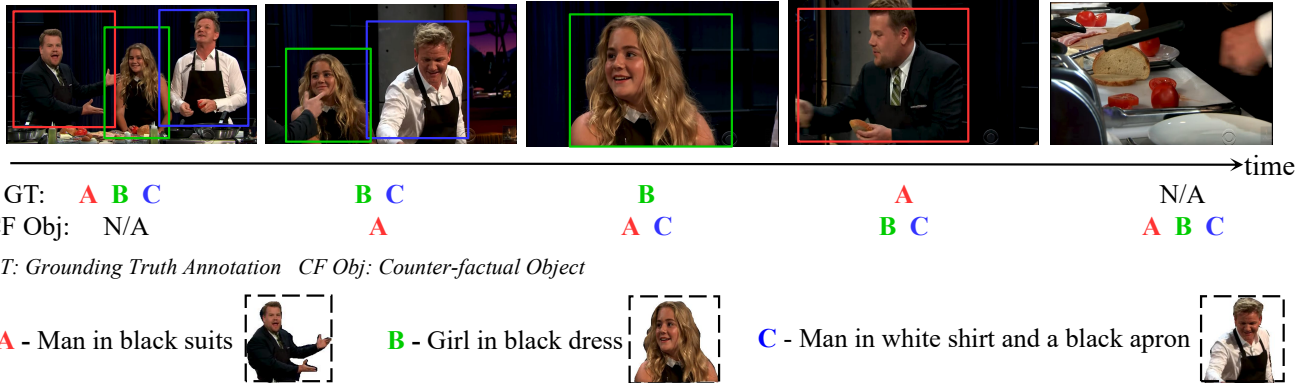 time
GT: A B C B C B A N/A
F Obj: N/A A A C B C A B C
T: Grounding Truth Annotation CF Obj: Counter-factual Object
A - Man in black suits B - Girl in black dress C - Man in white shirt and a black apron